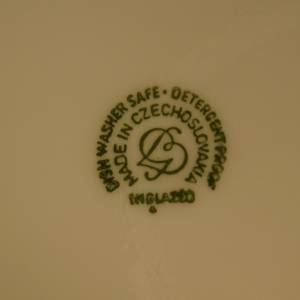 DISH WASHER SAFE · DETERGENT PROOF
MADE IN CZECHOSLOVAKIA
INGLAZED